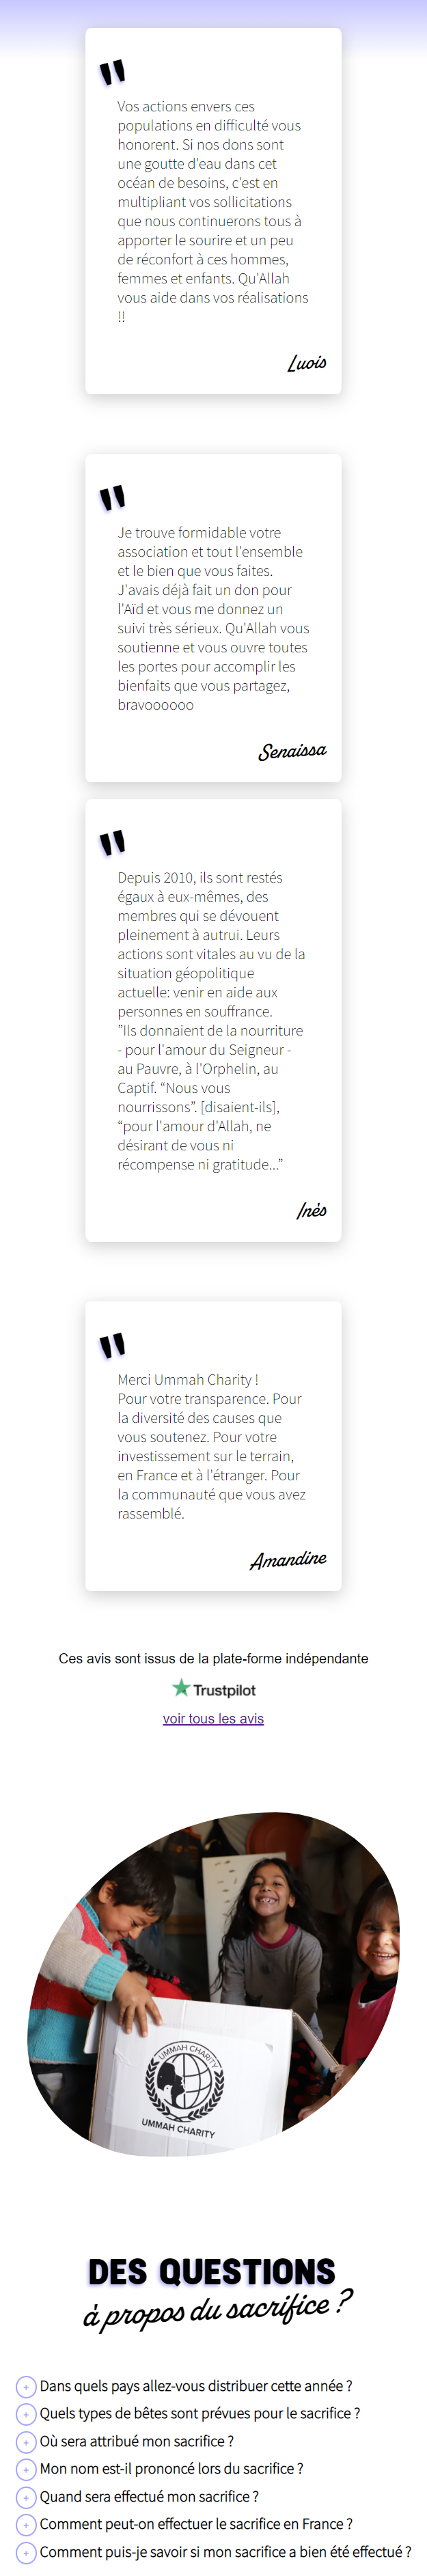 "
Vos actions envers ces
populations en difficulté vous
honorent. Si nos dons sont
une goutte d'eau dans cet
océan de besoins, c'est en
multipliant vos sollicitations
que nous continuerons tous à
apporter le sourire et un peu
de réconfort à ces hommes,
femmes et enfants. Qu'Allah
vous aide dans vos réalisations
!!
Luois
"
Je trouve formidable votre
association et tout l'ensemble
et le bien que vous faites.
J'avais déjà fait un don pour
l'Aïd et vous me donnez un
suivi très sérieux. Qu'Allah vous
soutienne et vous ouvre toutes
les portes pour accomplir les
bienfaits que vous partagez,
bravoooooo
Senaissa
"
Depuis 2010, ils sont restés
égaux à eux-mêmes, des
membres qui se dévouent
pleinement à autrui. Leurs
actions sont vitales au vu de la
situation géopolitique
actuelle: venir en aide aux
personnes en souffrance.
”Ils donnaient de la nourriture
- pour l'amour du Seigneur -
au Pauvre, à l'Orphelin, au
Captif. “Nous vous
nourrissons”. [disaient-ils],
“pour l'amour d'Allah, ne
désirant de vous ni
récompense ni gratitude...”
Inès
"
Merci Ummah Charity !
Pour votre transparence. Pour
la diversité des causes que
vous soutenez. Pour votre
investissement sur le terrain,
en France et à l'étranger. Pour
la communauté que vous avez
rassemblé.
Amandine
Ces avis sont issus de la plate-forme indépendante
Trustpilot
voir tous les avis
UMMAH CHARITY
UMMAH CHARITY
DES QUESTIONS
à propos du sacrifice ?
+ Dans quels pays allez-vous distribuer cette année ?
+ Quels types de bêtes sont prévues pour le sacrifice ?
+ Où sera attribué mon sacrifice ?
+ Mon nom est-il prononcé lors du sacrifice ?
+ Quand sera effectué mon sacrifice ?
+ Comment peut-on effectuer le sacrifice en France ?
+ Comment puis-je savoir si mon sacrifice a bien été effectué ?